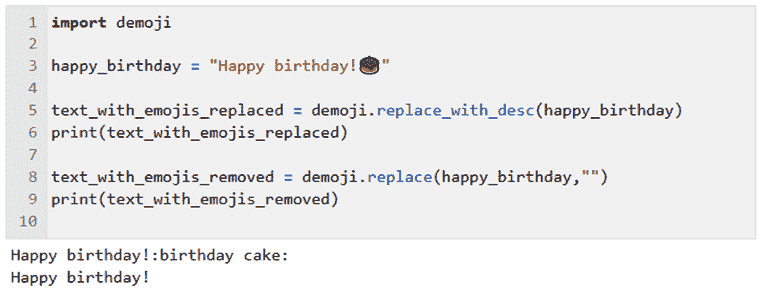 1 import demoji
2
3 happy_birthday = "Happy birthday!🎂"
4
5 text_with_emojis_replaced = demoji.replace_with_desc(happy_birthday)
6 print(text_with_emojis_replaced)
7
8 text_with_emojis_removed = demoji.replace(happy_birthday,"")
9 print(text_with_emojis_removed)
10
Happy birthday!:birthday cake:
Happy birthday!